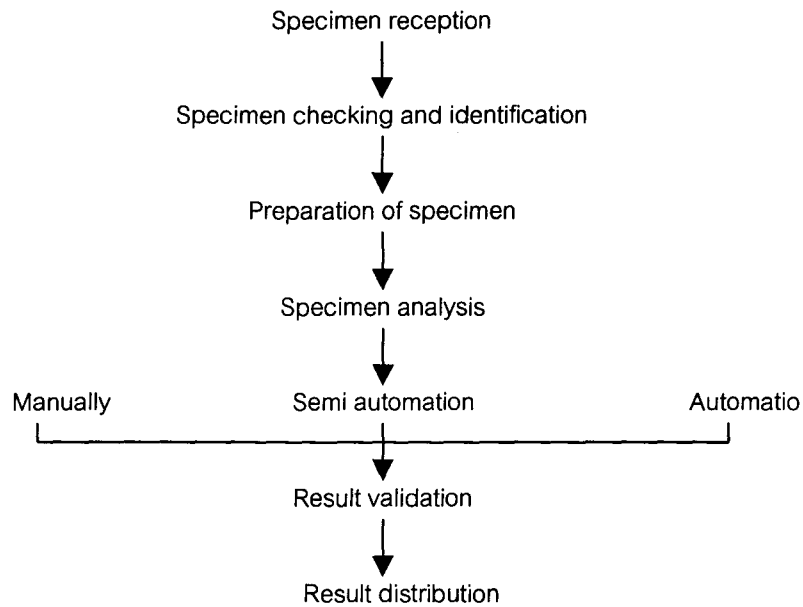 Specimen reception
Specimen checking and identification
Preparation of specimen
Specimen analysis
Manually Semi automation Automatio
Result validation
Result distribution